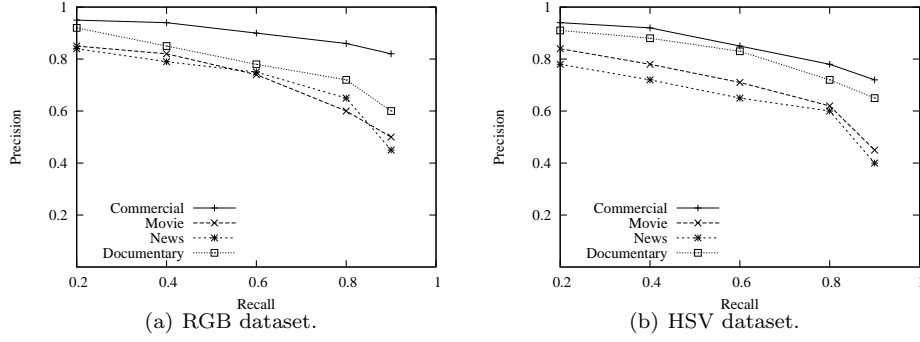 1
0.8
0.6
0.4
0.2
Precision
Commercial
Movie
News
Documentary
0.2 0.4 0.6 0.8 1
Recall
(a) RGB dataset.
1
0.8
0.6
0.4
0.2
Precision
Commercial
Movie
News
Documentary
0.2 0.4 0.6 0.8 1
Recall
(b) HSV dataset.